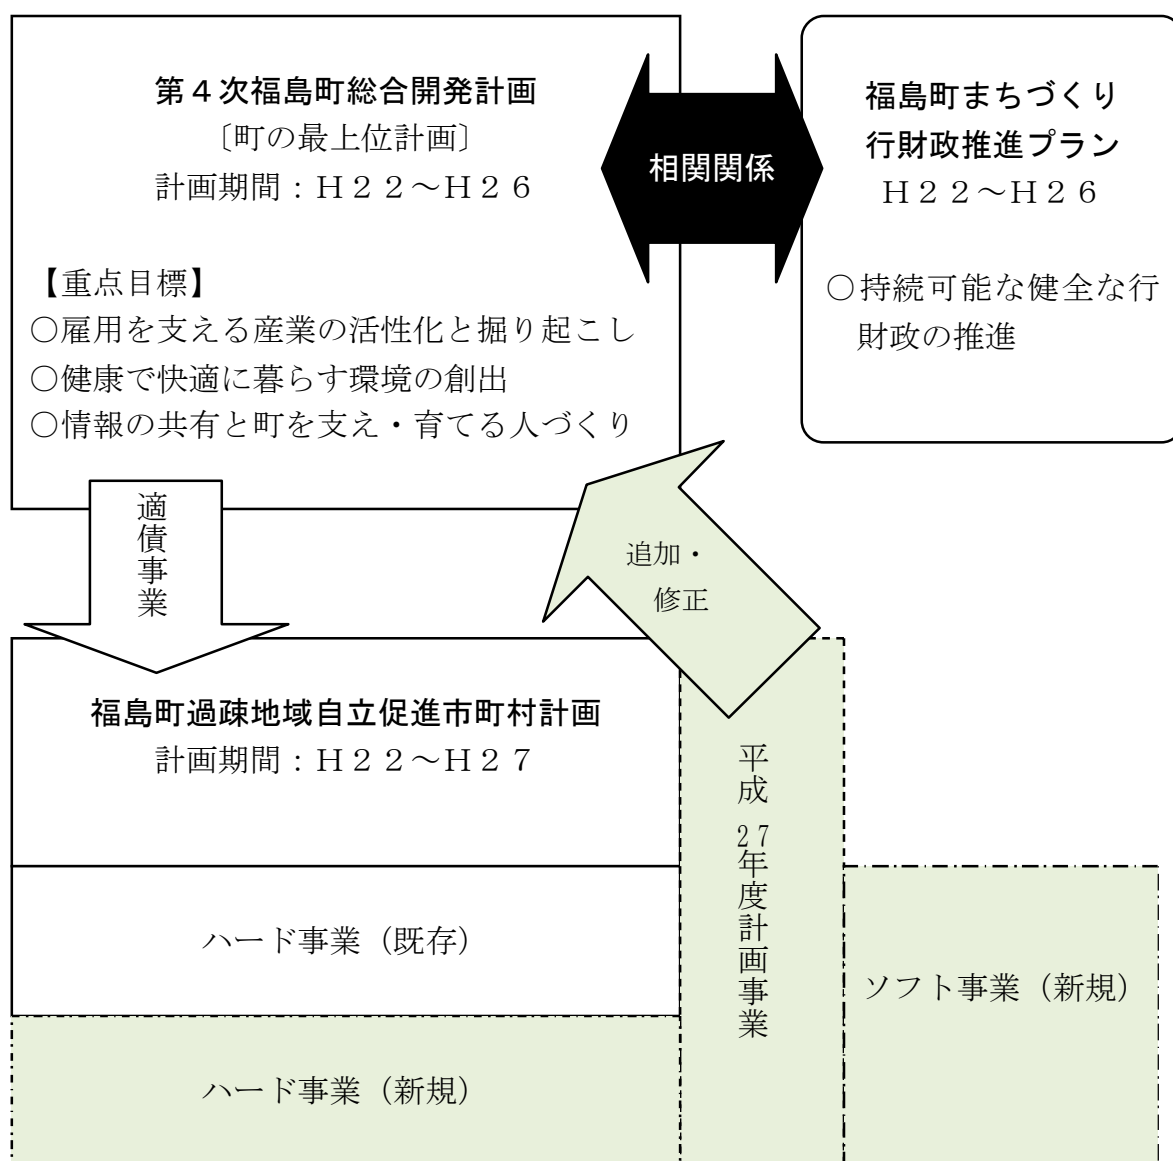 第４次福島町総合開発計画
〔町の最上位計画〕
計画期間：Ｈ２２～Ｈ２６
【重点目標】
○雇用を支える産業の活性化と掘り起こし
○健康で快適に暮らす環境の創出
○情報の共有と町を支え・育てる人づくり
相関関係
福島町まちづくり
行財政推進プラン
Ｈ２２～Ｈ２６
○持続可能な健全な行
財政の推進
適債事業
追加・
修正
福島町過疎地域自立促進市町村計画
計画期間：Ｈ２２～Ｈ２７
平成27年度計画事業
ハード事業（既存）
ソフト事業（新規）
ハード事業（新規）